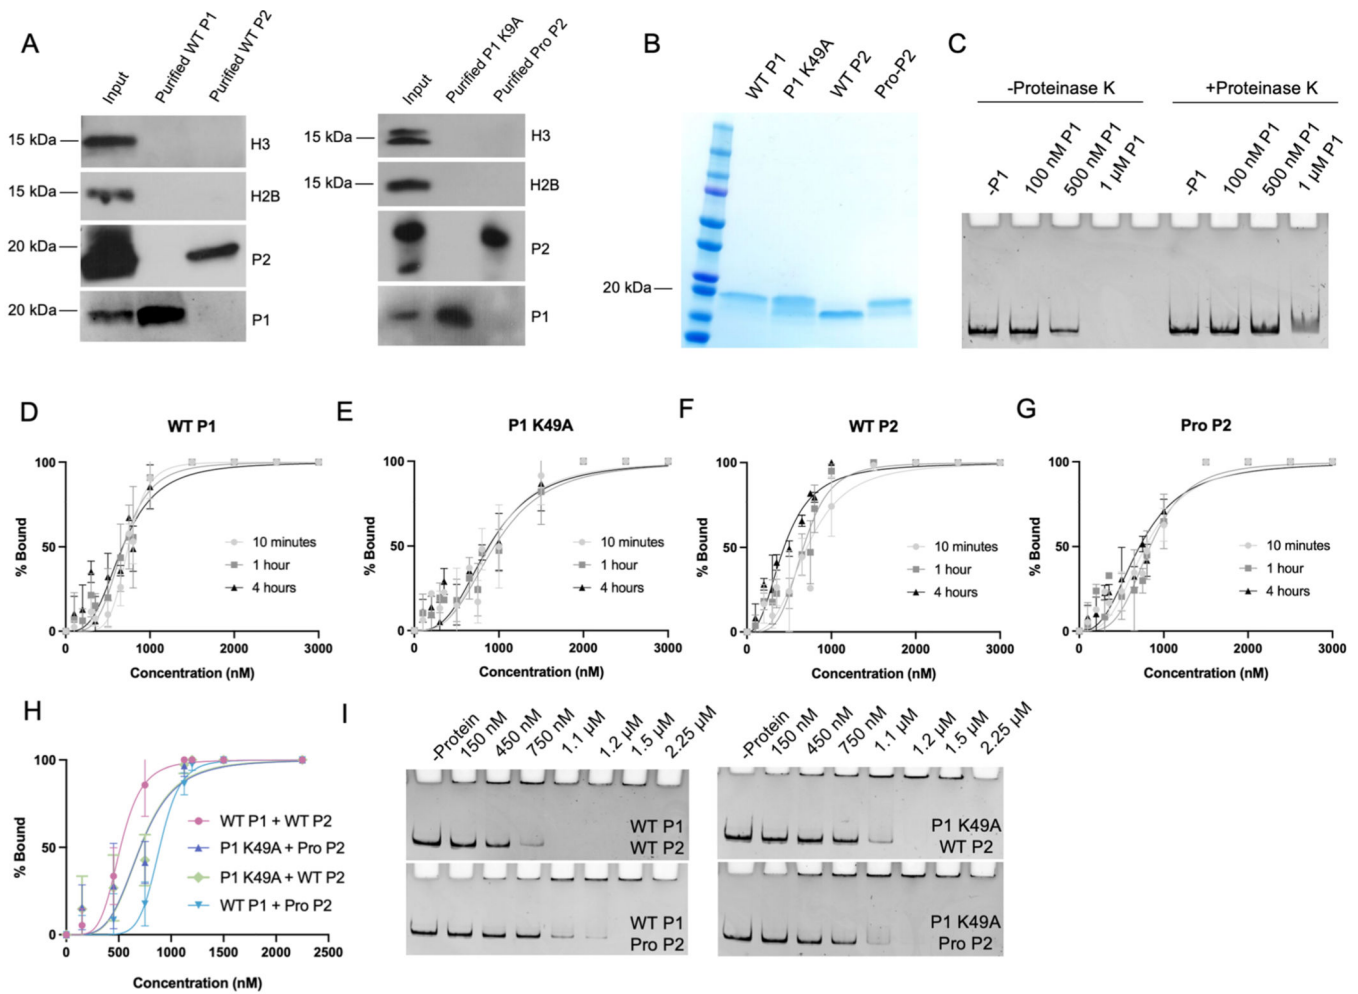 A
Input
Purified WT P1
Purified WT P2
15 kDa
H3
15 kDa
H2B
20 kDa
P2
20 kDa
P1
Input
Purified P1 K9A
Purified Pro P2
15 kDa
H3
15 kDa
H2B
P2
P1
B
WT P1
P1 K49A
WT P2
Pro-P2
20 kDa
C
-Proteinase K
+Proteinase K
-P1
100 nM P1
500 nM P1
1 µM P1
-P1
100 nM P1
500 nM P1
1 µM P1
D
WT P1
% Bound
100
50
0
0 1000 2000 3000
Concentration (nM)
10 minutes
1 hour
4 hours
E
P1 K49A
% Bound
100
50
0
0 1000 2000 3000
Concentration (nM)
10 minutes
1 hour
4 hours
F
WT P2
% Bound
100
50
0
0 1000 2000 3000
Concentration (nM)
10 minutes
1 hour
4 hours
G
Pro P2
% Bound
100
50
0
0 1000 2000 3000
Concentration (nM)
10 minutes
1 hour
4 hours
H
% Bound
100
50
0
0 500 1000 1500 2000 2500
Concentration (nM)
WT P1 + WT P2
P1 K49A + Pro P2
P1 K49A + WT P2
WT P1 + Pro P2
I
-Protein
150 nM
450 nM
750 nM
1.1 µM
1.2 µM
1.5 µM
2.25 µM
WT P1
WT P2
WT P1
Pro P2
-Protein
150 nM
450 nM
750 nM
1.1 µM
1.2 µM
1.5 µM
2.25 µM
P1 K49A
WT P2
P1 K49A
Pro P2